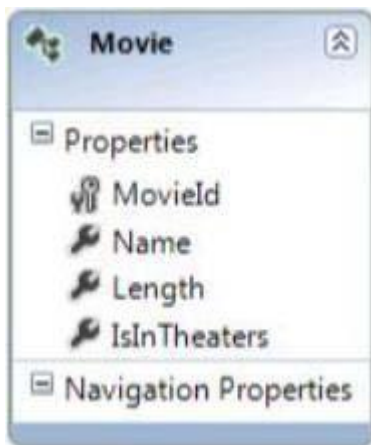 Movie
Properties
MovieId
Name
Length
IsInTheaters
Navigation Properties